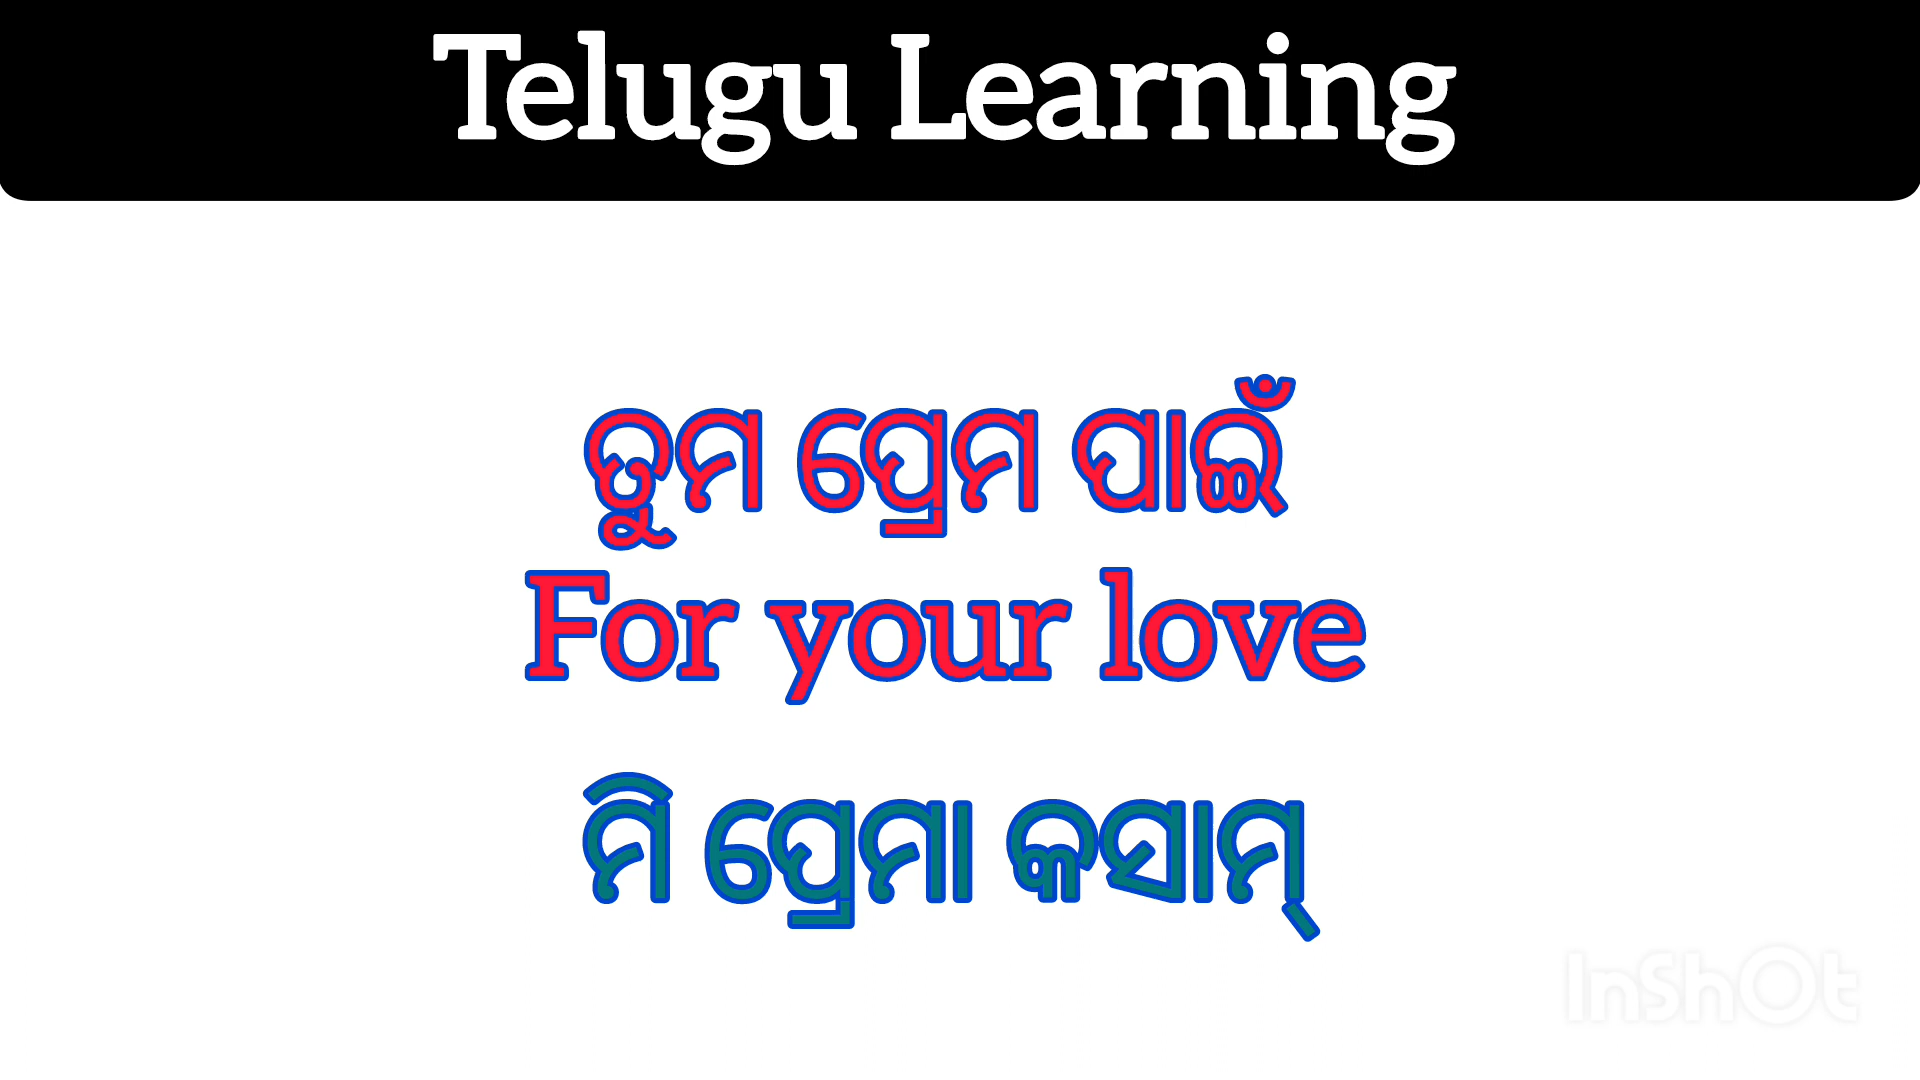 Telugu Learning
ତୁମ ପ୍ରେମ ପାଇଁ
For your love
ମି ପ୍ରେମା କସାମ୍
InShOt